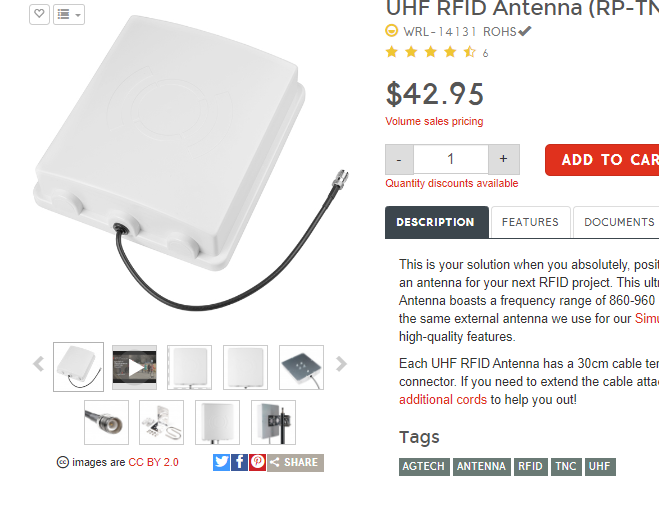 UHF RFID Antenna (RP-TN
WRL-14131 ROHS✔
6
$42.95
Volume sales pricing
- 1 +
ADD TO CAR
Quantity discounts available
DESCRIPTION FEATURES DOCUMENTS
This is your solution when you absolutely, posit
an antenna for your next RFID project. This ult
Antenna boasts a frequency range of 860-960
the same external antenna we use for our Simu
high-quality features.
Each UHF RFID Antenna has a 30cm cable ter
connector. If you need to extend the cable atta
additional cords to help you out!
Tags
AGTECH ANTENNA RFID TNC UHF
cc images are CC BY 2.0
SHARE